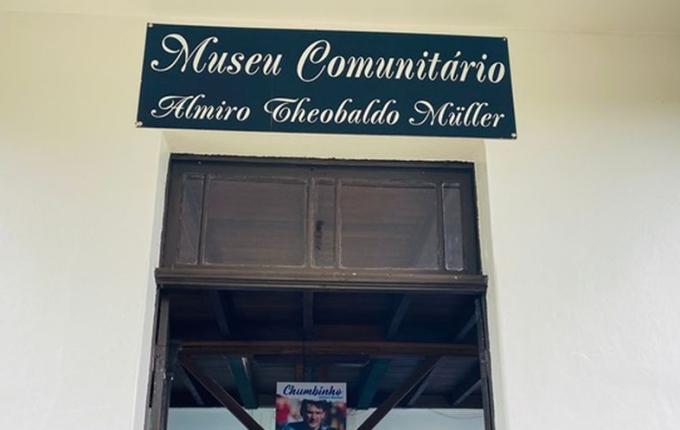 Museu Comunitário
Almiro Theobaldo Müller
Chumbinho